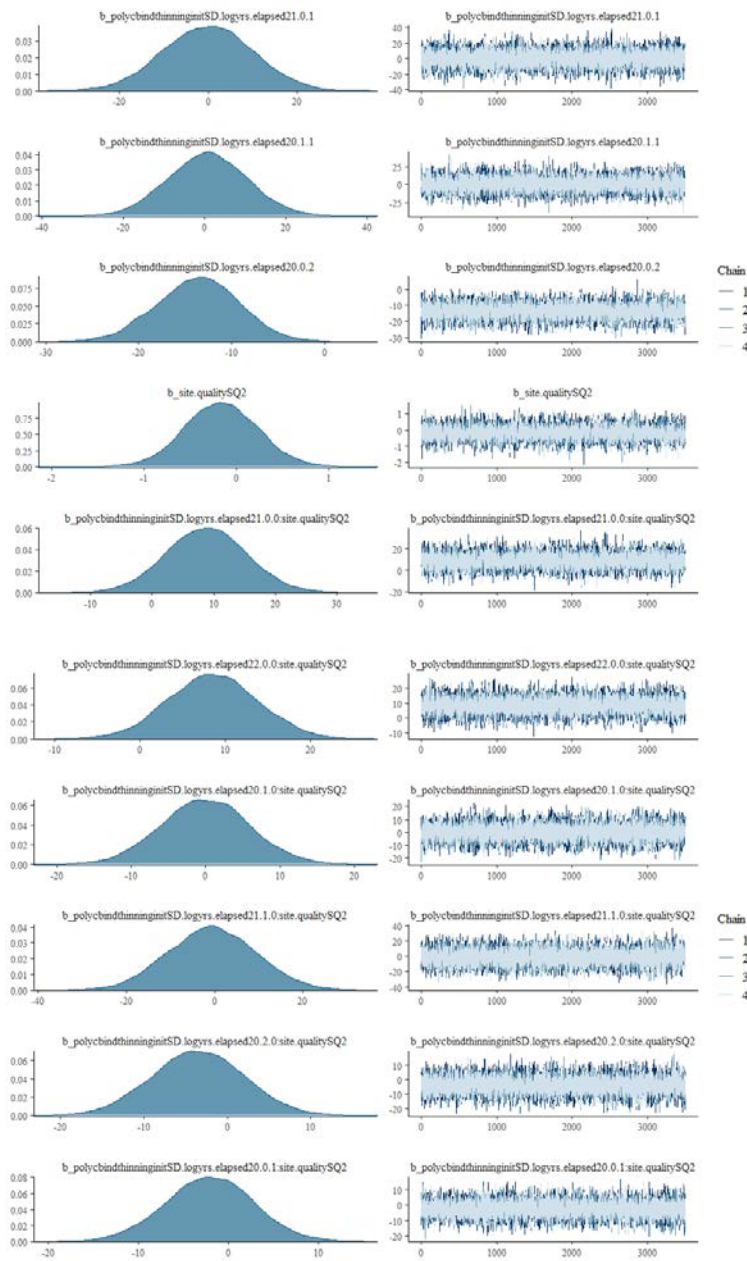 b_polycbindthinninginitSD.logyrs.elapsed21.0.1 b_polycbindthinninginitSD.logyrs.elapsed21.0.1
0.03 0.02 0.01 0.00 40 20 0 -20 -40
-20 0 20 0 1000 2000 3000
b_polycbindthinninginitSD.logyrs.elapsed20.1.1 b_polycbindthinninginitSD.logyrs.elapsed20.1.1
0.04 0.03 0.02 0.01 0.00 25 0 -25
-40 -20 0 20 40 0 1000 2000 3000
b_polycbindthinninginitSD.logyrs.elapsed20.0.2 b_polycbindthinninginitSD.logyrs.elapsed20.0.2
0.075 0.050 0.025 0.000 0 -10 -20 -30
-30 -20 -10 0 0 1000 2000 3000
Chain
1
2
3
4
b_site.qualitySQ2 b_site.qualitySQ2
0.75 0.50 0.25 0.00 1 0 -1 -2
-2 -1 0 1 0 1000 2000 3000
b_polycbindthinninginitSD.logyrs.elapsed21.0.0:site.qualitySQ2 b_polycbindthinninginitSD.logyrs.elapsed21.0.0:site.qualitySQ2
0.06 0.04 0.02 0.00 20 0 -20
-10 0 10 20 30 0 1000 2000 3000
b_polycbindthinninginitSD.logyrs.elapsed22.0.0:site.qualitySQ2 b_polycbindthinninginitSD.logyrs.elapsed22.0.0:site.qualitySQ2
0.06 0.04 0.02 0.00 20 10 0 -10
-10 0 10 20 0 1000 2000 3000
b_polycbindthinninginitSD.logyrs.elapsed20.1.0:site.qualitySQ2 b_polycbindthinninginitSD.logyrs.elapsed20.1.0:site.qualitySQ2
0.06 0.04 0.02 0.00 20 10 0 -10 -20
-20 -10 0 10 20 0 1000 2000 3000
b_polycbindthinninginitSD.logyrs.elapsed21.1.0:site.qualitySQ2 b_polycbindthinninginitSD.logyrs.elapsed21.1.0:site.qualitySQ2
0.04 0.03 0.02 0.01 0.00 40 20 0 -20 -40
-40 -20 0 20 0 1000 2000 3000
Chain
1
2
3
4
b_polycbindthinninginitSD.logyrs.elapsed20.2.0:site.qualitySQ2 b_polycbindthinninginitSD.logyrs.elapsed20.2.0:site.qualitySQ2
0.06 0.04 0.02 0.00 10 0 -10 -20
-20 -10 0 10 0 1000 2000 3000
b_polycbindthinninginitSD.logyrs.elapsed20.0.1:site.qualitySQ2 b_polycbindthinninginitSD.logyrs.elapsed20.0.1:site.qualitySQ2
0.08 0.06 0.04 0.02 0.00 10 0 -10 -20
-20 -10 0 10 0 1000 2000 3000